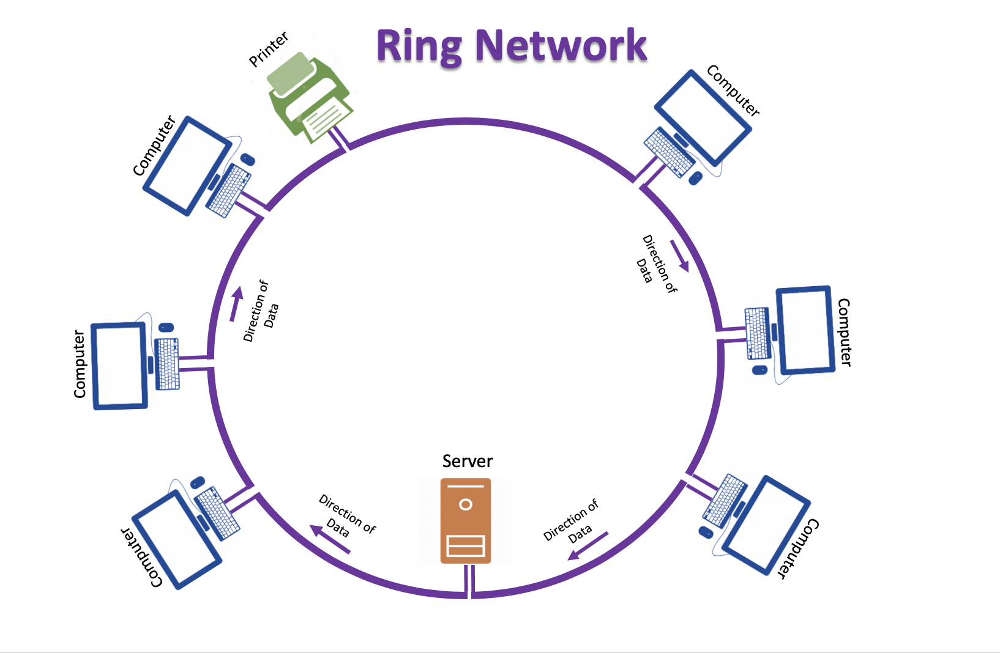 Ring Network
Printer
Computer
Computer
Computer
Computer
Computer
Computer
Direction of
Data
Direction of
Data
Server
Direction of
Data
Direction of
Data